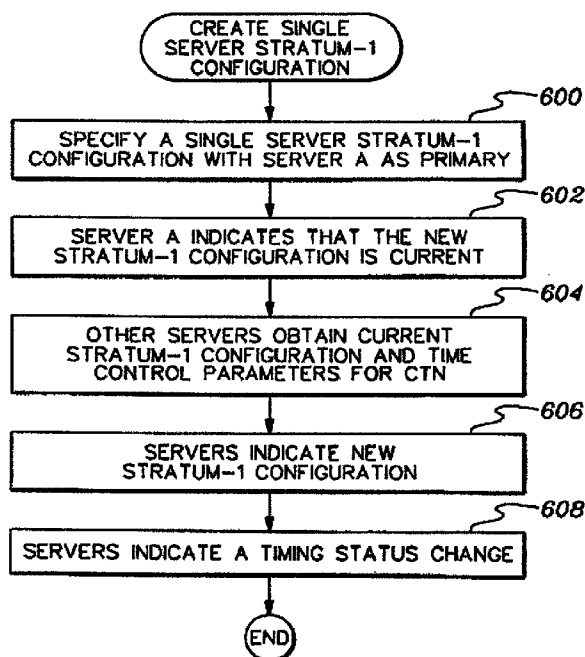 CREATE SINGLE
SERVER STRATUM-1
CONFIGURATION
600
SPECIFY A SINGLE SERVER STRATUM-1
CONFIGURATION WITH SERVER A AS PRIMARY
602
SERVER A INDICATES THAT THE NEW
STRATUM-1 CONFIGURATION IS CURRENT
604
OTHER SERVERS OBTAIN CURRENT
STRATUM-1 CONFIGURATION AND TIME
CONTROL PARAMETERS FOR CTN
606
SERVERS INDICATE NEW
STRATUM-1 CONFIGURATION
608
SERVERS INDICATE A TIMING STATUS CHANGE
END